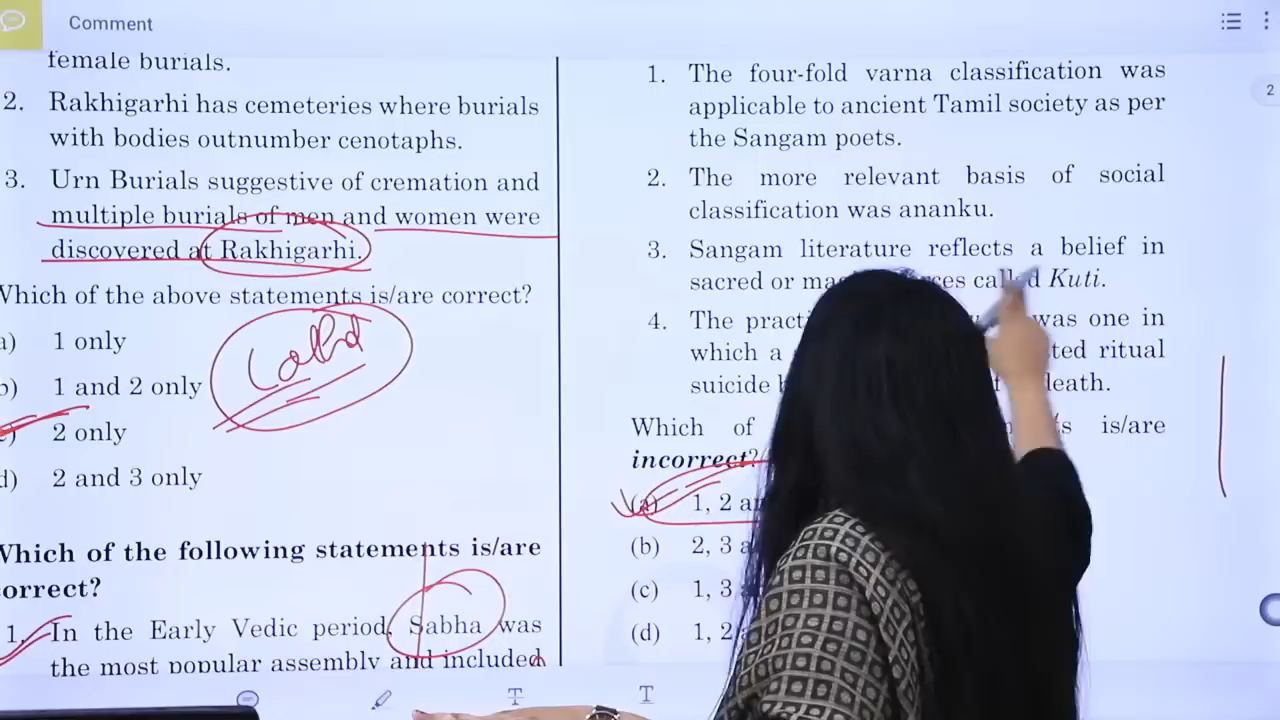 Comment
2
female burials.
2. Rakhigarhi has cemeteries where burials
with bodies outnumber cenotaphs.
3. Urn Burials suggestive of cremation and
multiple burials of men and women were
discovered at Rakhigarhi.
Which of the above statements is/are correct?
a) 1 only
b) 1 and 2 only
c) 2 only
d) 2 and 3 only
Which of the following statements is/are
correct?
1. In the Early Vedic period, Sabha was
the most popular assembly and included
1. The four-fold varna classification was
applicable to ancient Tamil society as per
the Sangam poets.
2. The more relevant basis of social
classification was ananku.
3. Sangam literature reflects a belief in
sacred or called Kuti.
4. The was one in
which a ritual
suicide death.
Which of is/are
incorrect?
(a) 1, 2
(b) 2, 3
(c) 1, 3
(d) 1, 2
T T